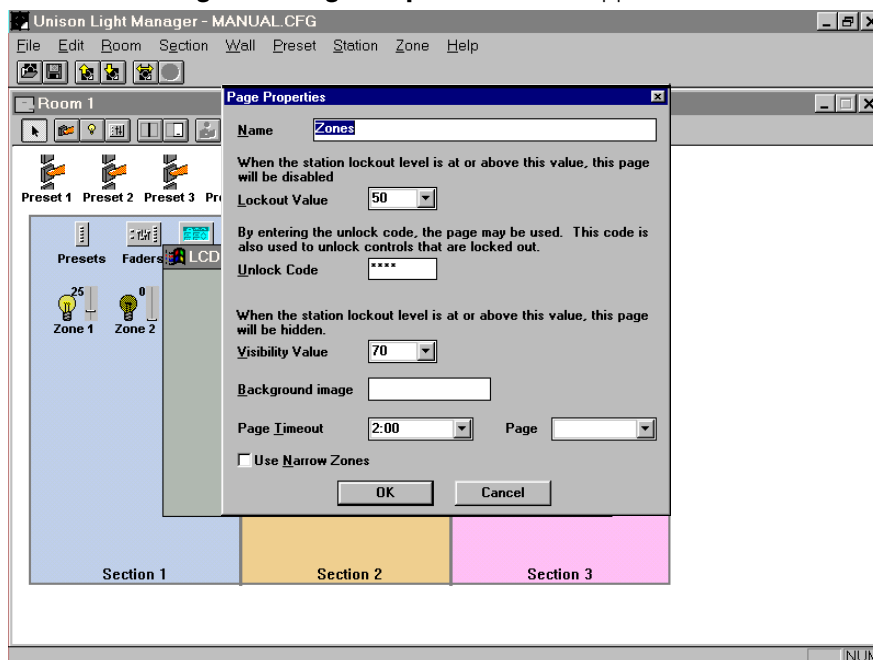 Unison Light Manager - MANUAL.CFG
File Edit Room Section Wall Preset Station Zone Help
Room 1
Preset 1 Preset 2 Preset 3
Presets Faders LCD
25 0
Zone 1 Zone 2
Page Properties
Name Zones
When the station lockout level is at or above this value, this page
will be disabled
Lockout Value 50
By entering the unlock code, the page may be used. This code is
also used to unlock controls that are locked out.
Unlock Code ****
When the station lockout level is at or above this value, this page
will be hidden.
Visibility Value 70
Background image
Page Timeout 2:00 Page
Use Narrow Zones
OK Cancel
Section 1 Section 2 Section 3
NUM